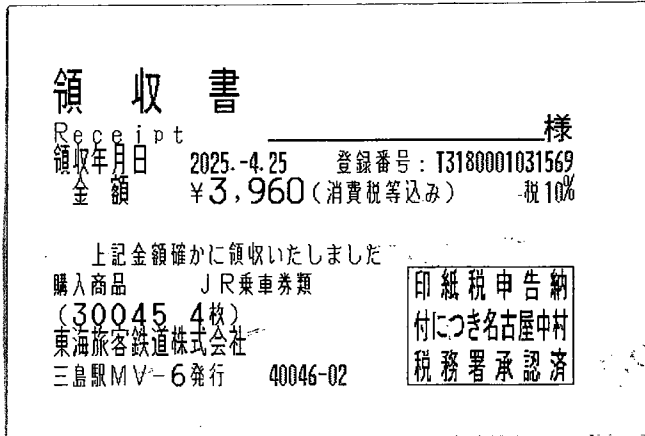 領収書
Receipt 様
領収年月日 2025.-4.25 登録番号:T3180001031569
金額 ¥3,960(消費税等込み) 税10%
上記金額確かに領収いたしました
購入商品 JR乗車券類
(30045 4枚)
東海旅客鉄道株式会社
三島駅MV-6発行 40046-02
印紙税申告納
付につき名古屋中村
税務署承認済